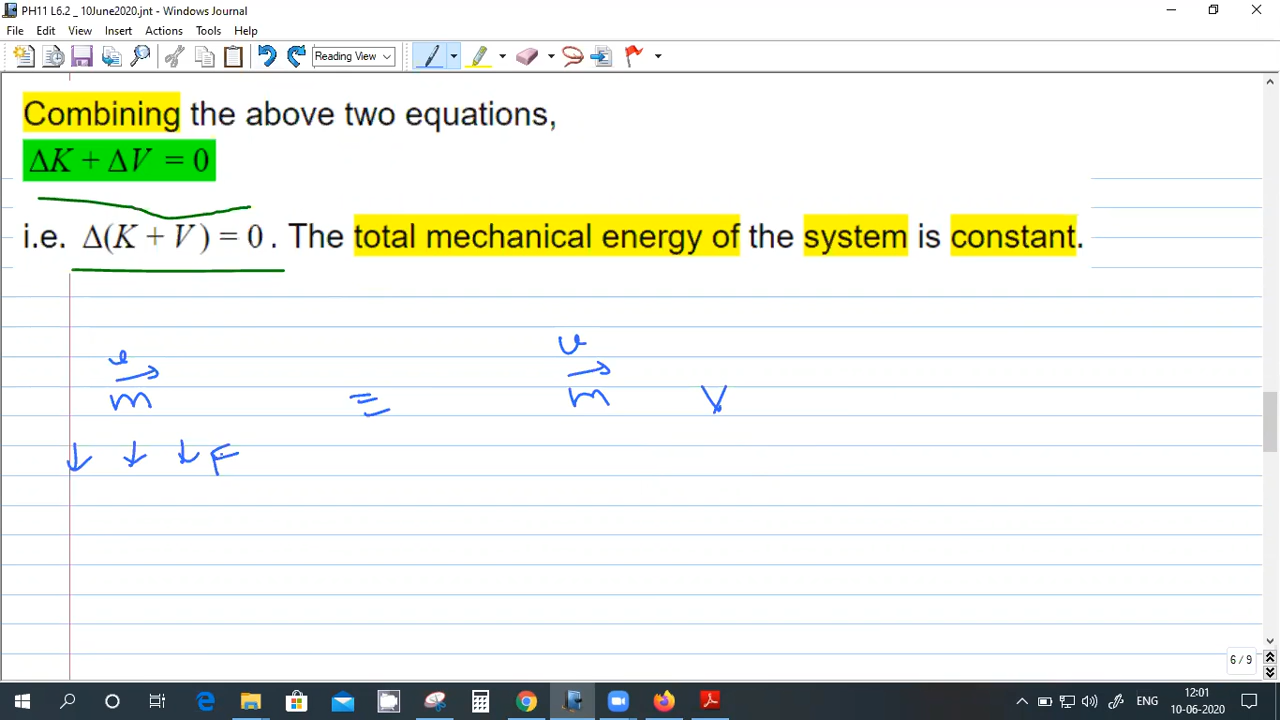 PH11 L6.2 _ 10June2020.jnt - Windows Journal
File Edit View Insert Actions Tools Help
Reading View
Combining the above two equations,
ΔK + ΔV = 0
i.e. Δ(K + V) = 0 . The total mechanical energy of the system is constant.
v v
m = m V
F
6 / 9
ENG 12:01
10-06-2020